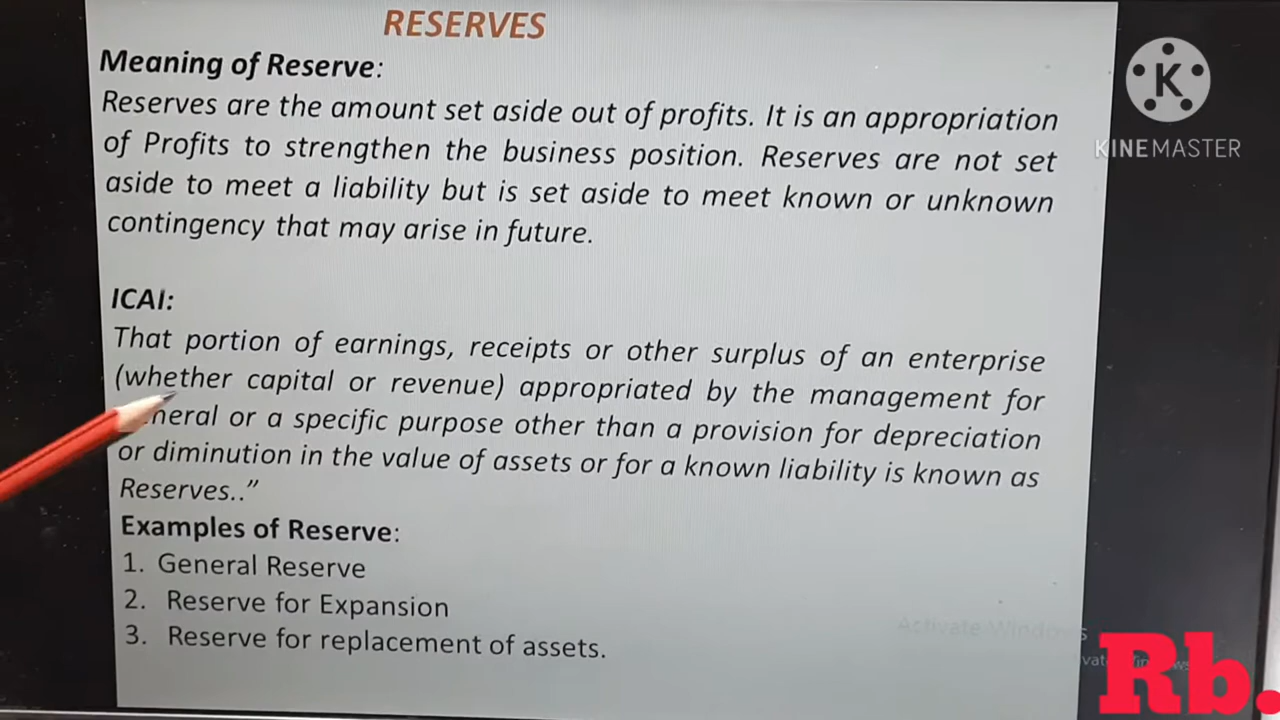 RESERVES
Meaning of Reserve:
Reserves are the amount set aside out of profits. It is an appropriation
of Profits to strengthen the business position. Reserves are not set
aside to meet a liability but is set aside to meet known or unknown
contingency that may arise in future.
ICAI:
That portion of earnings, receipts or other surplus of an enterprise
(whether capital or revenue) appropriated by the management for
neral or a specific purpose other than a provision for depreciation
or diminution in the value of assets or for a known liability is known as
Reserves.."
Examples of Reserve:
1. General Reserve
2. Reserve for Expansion
3. Reserve for replacement of assets.
K
KINEMASTER
Activate Windows
Rb.